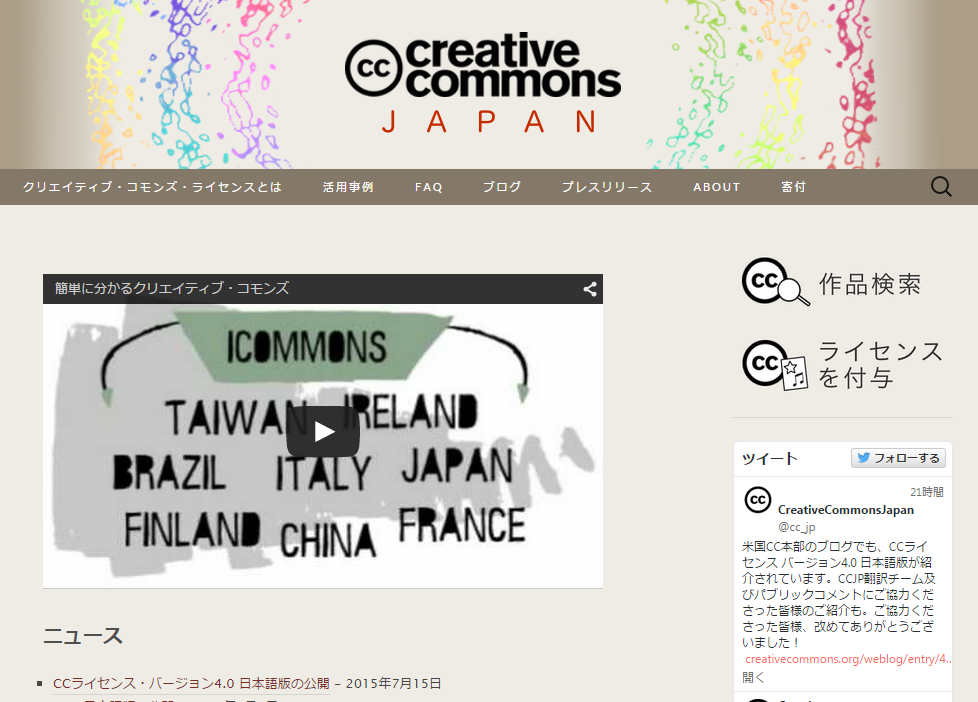 cc creative
commons
JAPAN
クリエイティブ・コモンズ・ライセンスとは 活用事例 FAQ ブログ プレスリリース ABOUT 寄付
簡単に分かるクリエイティブ・コモンズ
ICOMMONS
TAIWAN IRELAND
BRAZIL ITALY JAPAN
FINLAND CHINA FRANCE
ニュース
CCライセンス・バージョン4.0 日本語版の公開 – 2015年7月15日
cc 作品検索
cc ライセンス
を付与
ツイート フォローする
cc 21時間
CreativeCommonsJapan
@cc_jp
米国CC本部のブログでも、CCライ
センス バージョン4.0 日本語版が紹
介されています。CCJP翻訳チーム及
びパブリックコメントにご協力くだ
さった皆様のご紹介も。ご協力くだ
さった皆様、改めてありがとうござ
いました！
creativecommons.org/weblog/entry/4...
開く